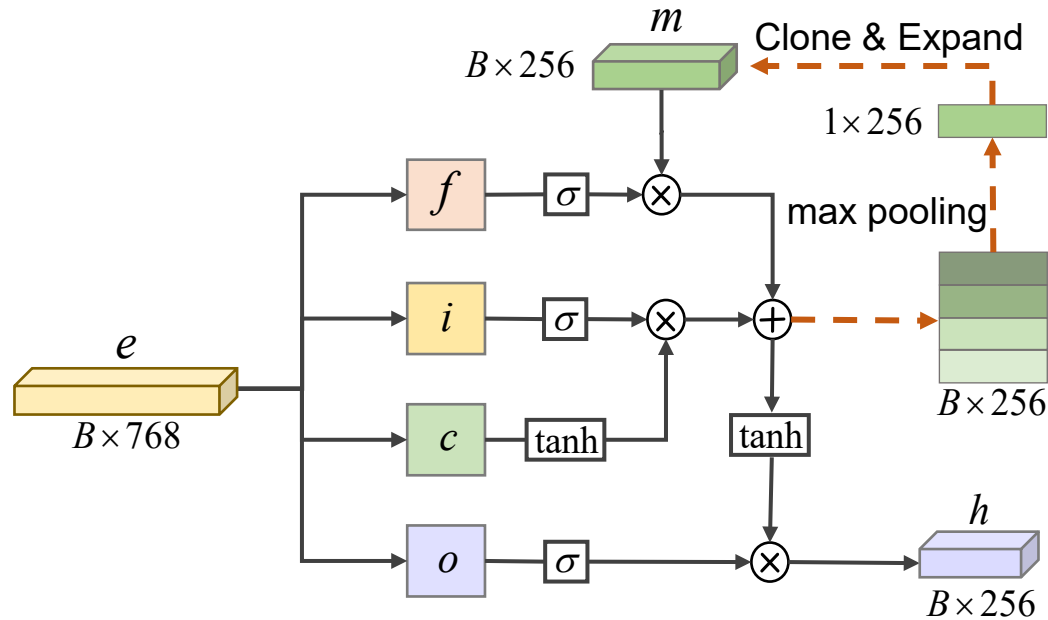 m
Clone & Expand
B×256
1×256
f
σ
×
max pooling
i
σ
×
+
e
B×768
c
tanh
tanh
B×256
o
σ
×
h
B×256